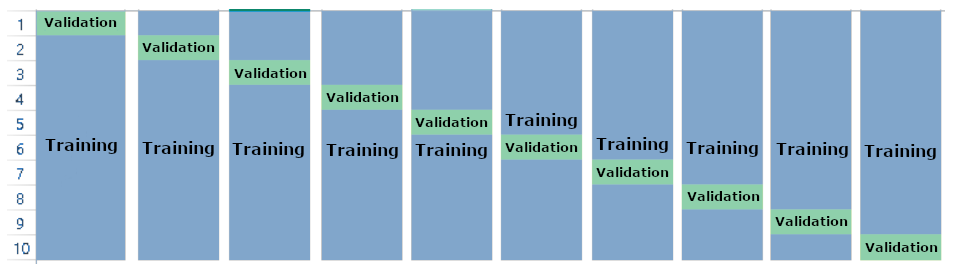 1 Validation
2 Validation
3 Validation
4 Validation
5 Validation Training
6 Training Training Training Training Training Validation Training Training Training Training
7 Validation
8 Validation
9 Validation
10 Validation